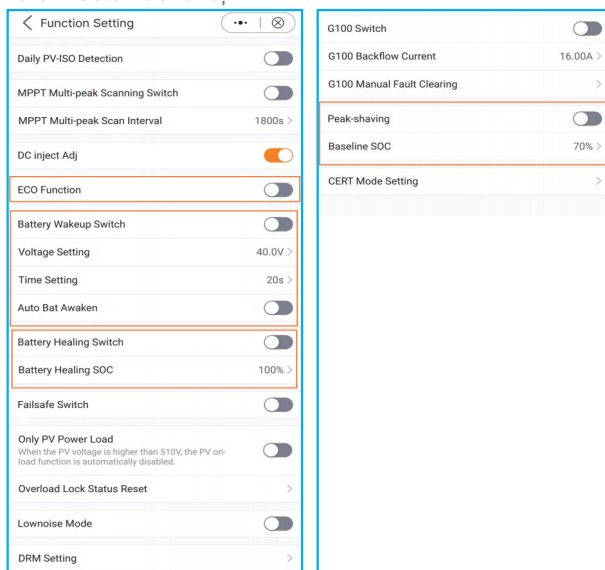 Function Setting
Daily PV-ISO Detection
MPPT Multi-peak Scanning Switch
MPPT Multi-peak Scan Interval 1800s >
DC inject Adj
ECO Function
Battery Wakeup Switch
Voltage Setting 40.0V >
Time Setting 20s >
Auto Bat Awaken
Battery Healing Switch
Battery Healing SOC 100% >
Failsafe Switch
Only PV Power Load
When the PV voltage is higher than 510V, the PV on-
load function is automatically disabled.
Overload Lock Status Reset >
Lownoise Mode
DRM Setting >
G100 Switch
G100 Backflow Current 16.00A >
G100 Manual Fault Clearing >
Peak-shaving
Baseline SOC 70% >
CERT Mode Setting >